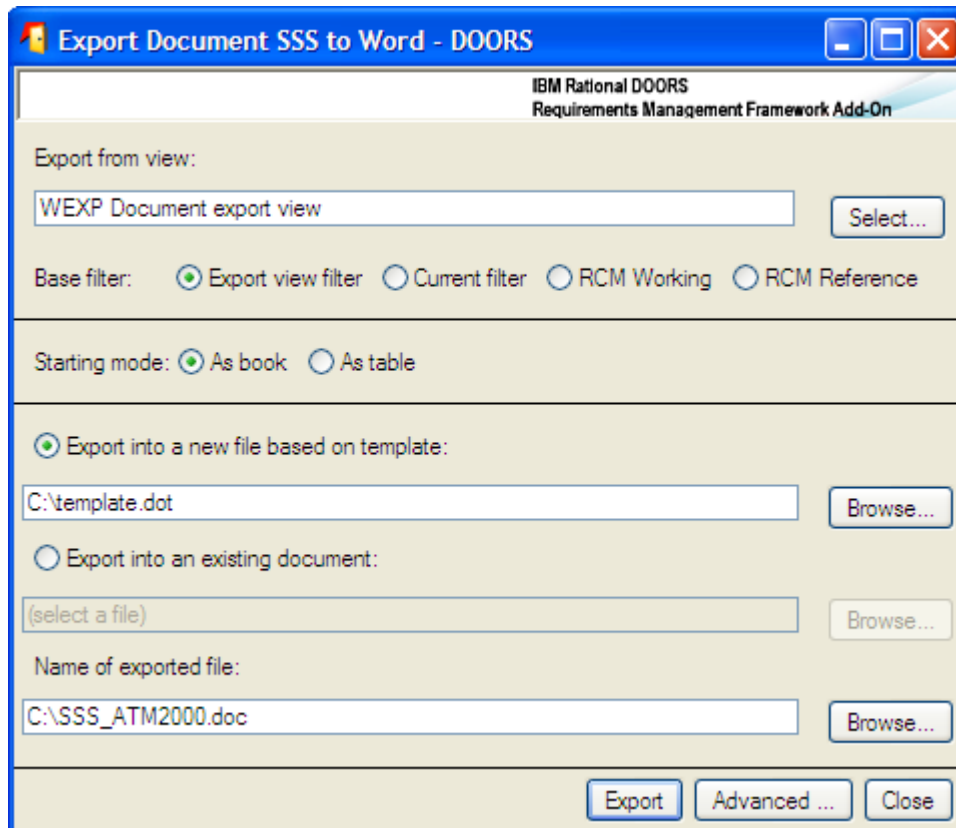 Export Document SSS to Word - DOORS
IBM Rational DOORS
Requirements Management Framework Add-On
Export from view:
WEXP Document export view
Select...
Base filter: Export view filter Current filter RCM Working RCM Reference
Starting mode: As book As table
Export into a new file based on template:
C:\template.dot
Browse...
Export into an existing document:
(select a file)
Browse...
Name of exported file:
C:\SSS_ATM2000.doc
Browse...
Export Advanced ... Close